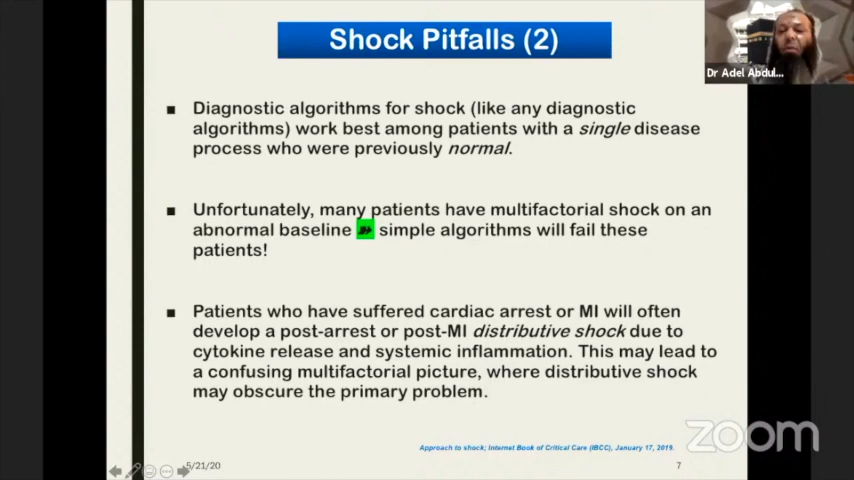 Shock Pitfalls (2)
Dr Adel Abdul...
Diagnostic algorithms for shock (like any diagnostic
algorithms) work best among patients with a single disease
process who were previously normal.
Unfortunately, many patients have multifactorial shock on an
abnormal baseline simple algorithms will fail these
patients!
Patients who have suffered cardiac arrest or MI will often
develop a post-arrest or post-MI distributive shock due to
cytokine release and systemic inflammation. This may lead to
a confusing multifactorial picture, where distributive shock
may obscure the primary problem.
Approach to shock; Internet Book of Critical Care (IBCC), January 17, 2019.
zoom
5/21/20
7